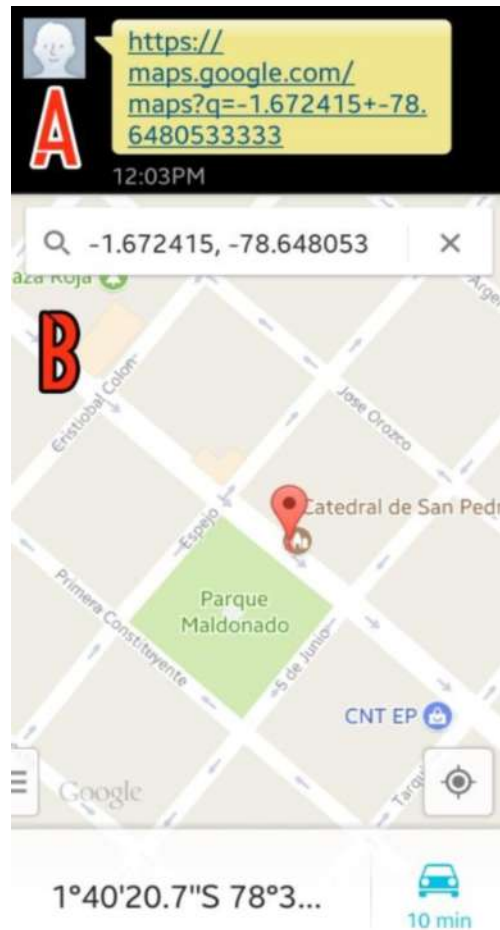 https://
maps.google.com/
maps?q=-1.672415+-78.
6480533333
A
12:03PM
-1.672415, -78.648053
aza Roja
B
Cristobal Colon
Jose Orozco
Catedral de San Pedr
Espejo
Parque
Maldonado
Primera Constituyente
5 de Junio
CNT EP
Google
1°40'20.7"S 78°3...
10 min